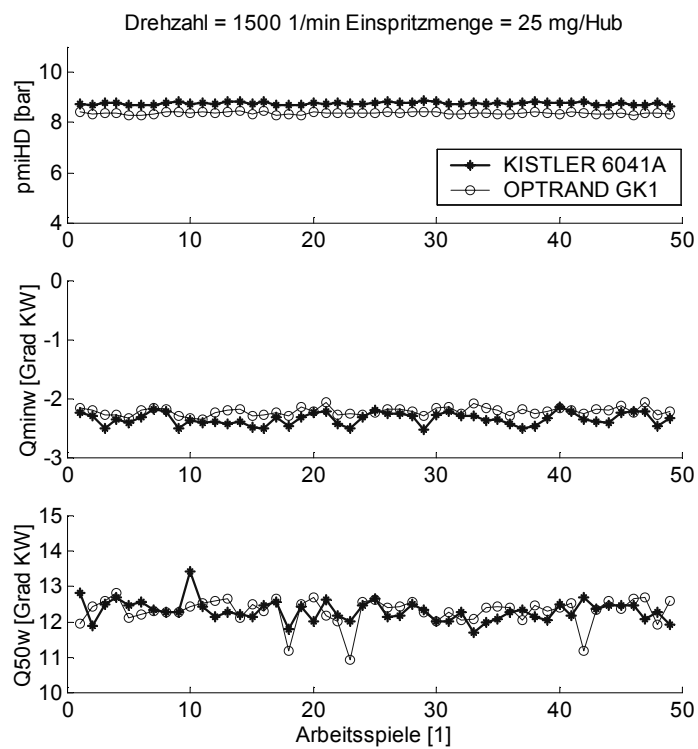 Drehzahl = 1500 1/min Einspritzmenge = 25 mg/Hub
pmiHD [bar]
10
8
6
4
KISTLER 6041A
OPTRAND GK1
0 10 20 30 40 50
Qminw [Grad KW]
0
-1
-2
-3
0 10 20 30 40 50
Q50w [Grad KW]
15
14
13
12
11
10
0 10 20 30 40 50
Arbeitsspiele [1]